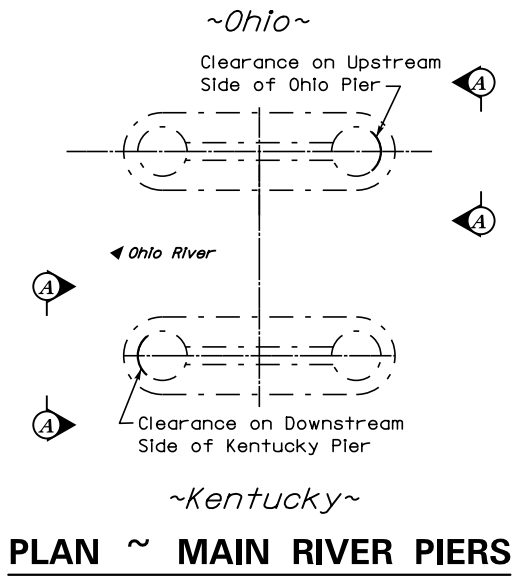 ~Ohio~
Clearance on Upstream
Side of Ohio Pier
A
A
Ohio River
A
A
Clearance on Downstream
Side of Kentucky Pier
~Kentucky~
PLAN ~ MAIN RIVER PIERS